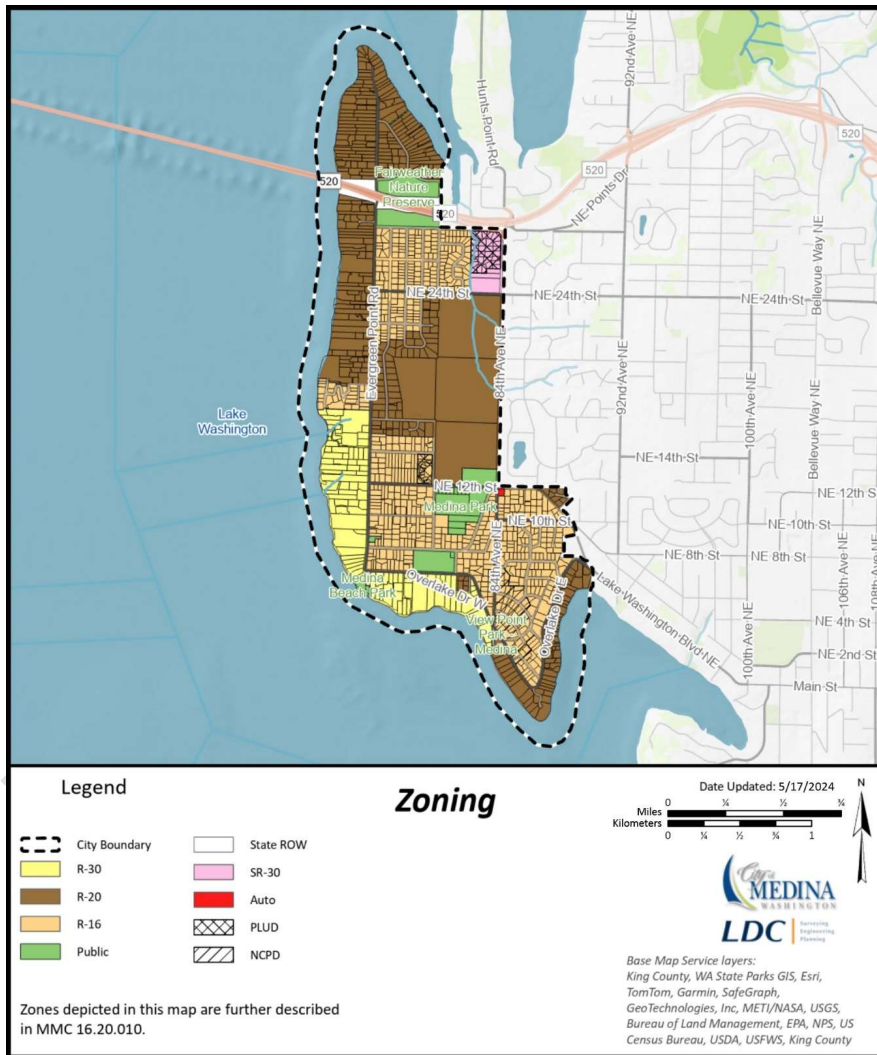 Hunts Point Rd
92nd Ave NE
520
520
Fairweather
Nature
Preserve
520
520
NE Points Dr
Bellevue Way NE
NE 24th St
NE 24th St
NE 24th St
Evergreen Point Rd
84th Ave NE
92nd Ave NE
100th Ave NE
Bellevue Way NE
Lake
Washington
NE 14th St
NE 12th St
NE 12th S
Medina Park
NE 10th St
NE 10th St
84th Ave NE
NE 8th St
NE 8th St
Medina
Beach Park
Overlake Dr W
View Point
Park -
Medina
Overlake Dr E
Lake Washington Blvd NE
100th Ave NE
106th Ave NE
108th
NE 4th St
NE 2nd St
Main St
Legend
City Boundary
R-30
R-20
R-16
Public
State ROW
SR-30
Auto
PLUD
NCPD
Zoning
Date Updated: 5/17/2024
N
Miles
0 ¼ ½ ¾
Kilometers
0 ¼ ½ ¾ 1
City of
MEDINA
WASHINGTON
LDC
Surveying
Engineering
Planning
Base Map Service layers:
King County, WA State Parks GIS, Esri,
TomTom, Garmin, SafeGraph,
GeoTechnologies, Inc, METI/NASA, USGS,
Bureau of Land Management, EPA, NPS, US
Census Bureau, USDA, USFWS, King County
Zones depicted in this map are further described
in MMC 16.20.010.